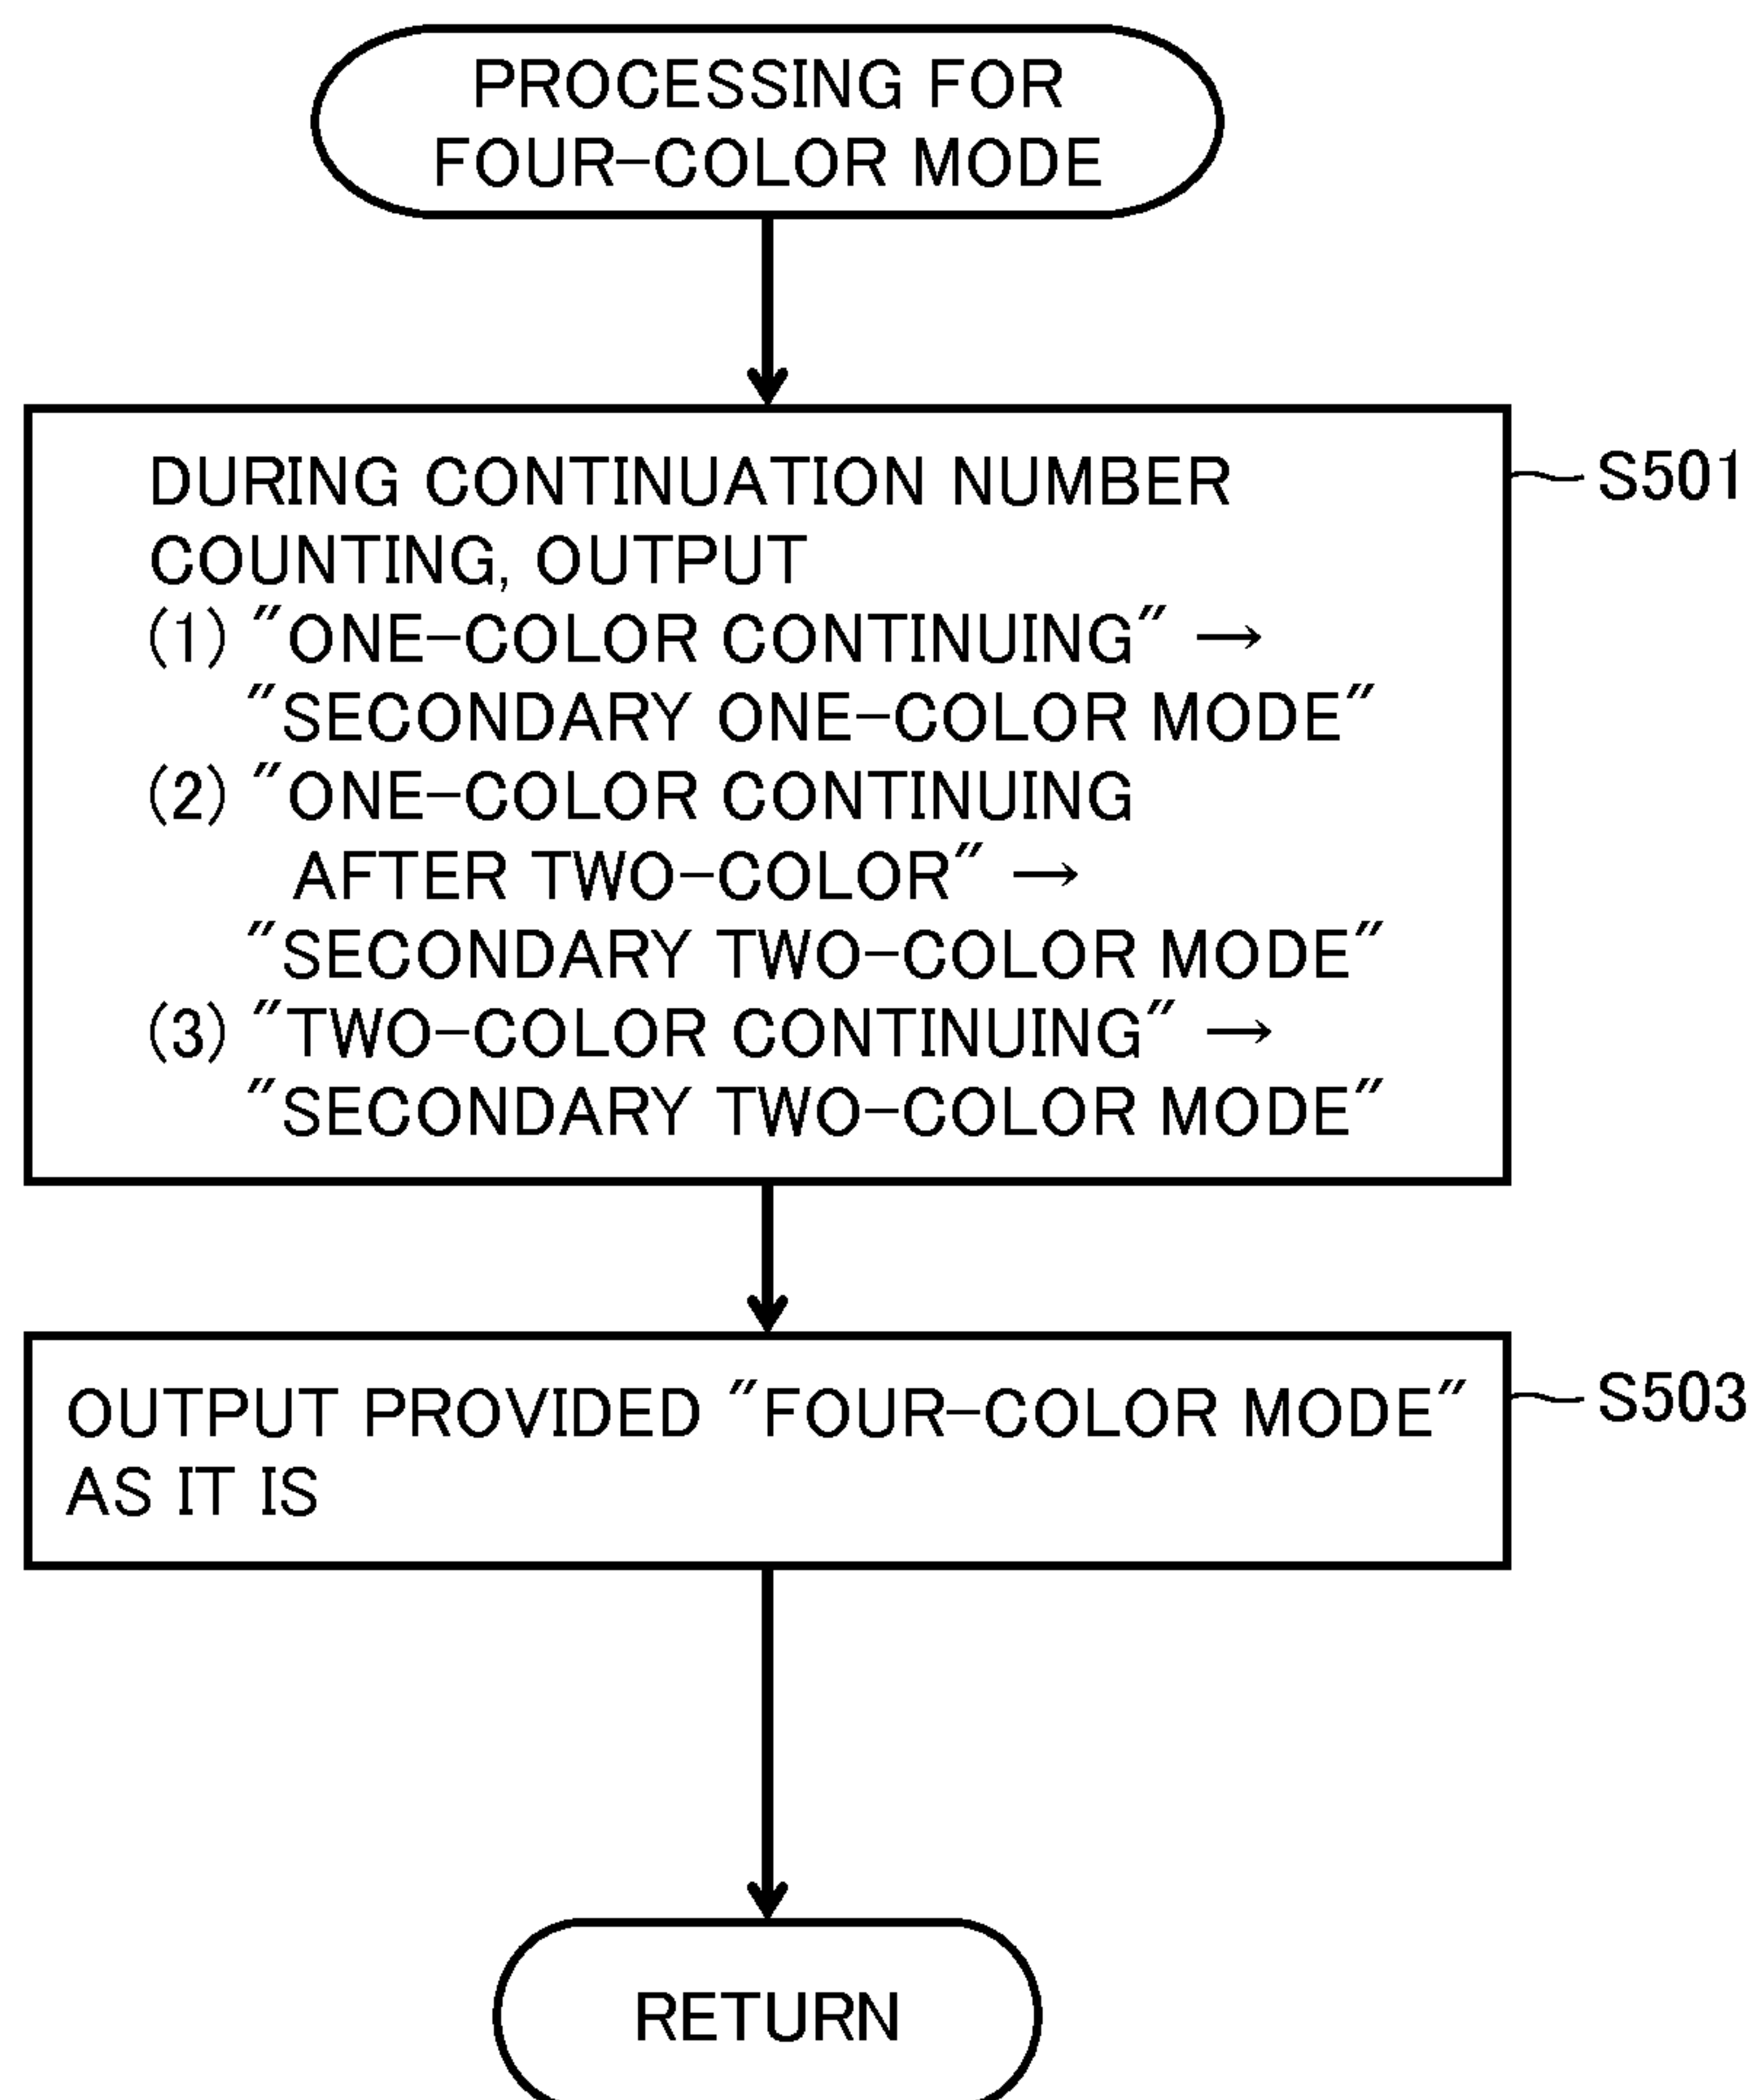 PROCESSING FOR
FOUR-COLOR MODE
DURING CONTINUATION NUMBER
COUNTING, OUTPUT
(1) "ONE-COLOR CONTINUING" →
"SECONDARY ONE-COLOR MODE"
(2) "ONE-COLOR CONTINUING
AFTER TWO-COLOR" →
"SECONDARY TWO-COLOR MODE"
(3) "TWO-COLOR CONTINUING" →
"SECONDARY TWO-COLOR MODE"
S501
OUTPUT PROVIDED "FOUR-COLOR MODE"
AS IT IS
S503
RETURN